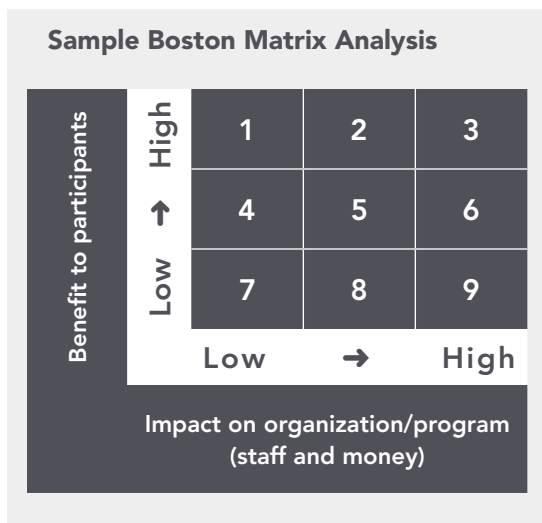 Sample Boston Matrix Analysis
Benefit to participants
Low ➔ High
1 2 3
4 5 6
7 8 9
Low ➔ High
Impact on organization/program
(staff and money)